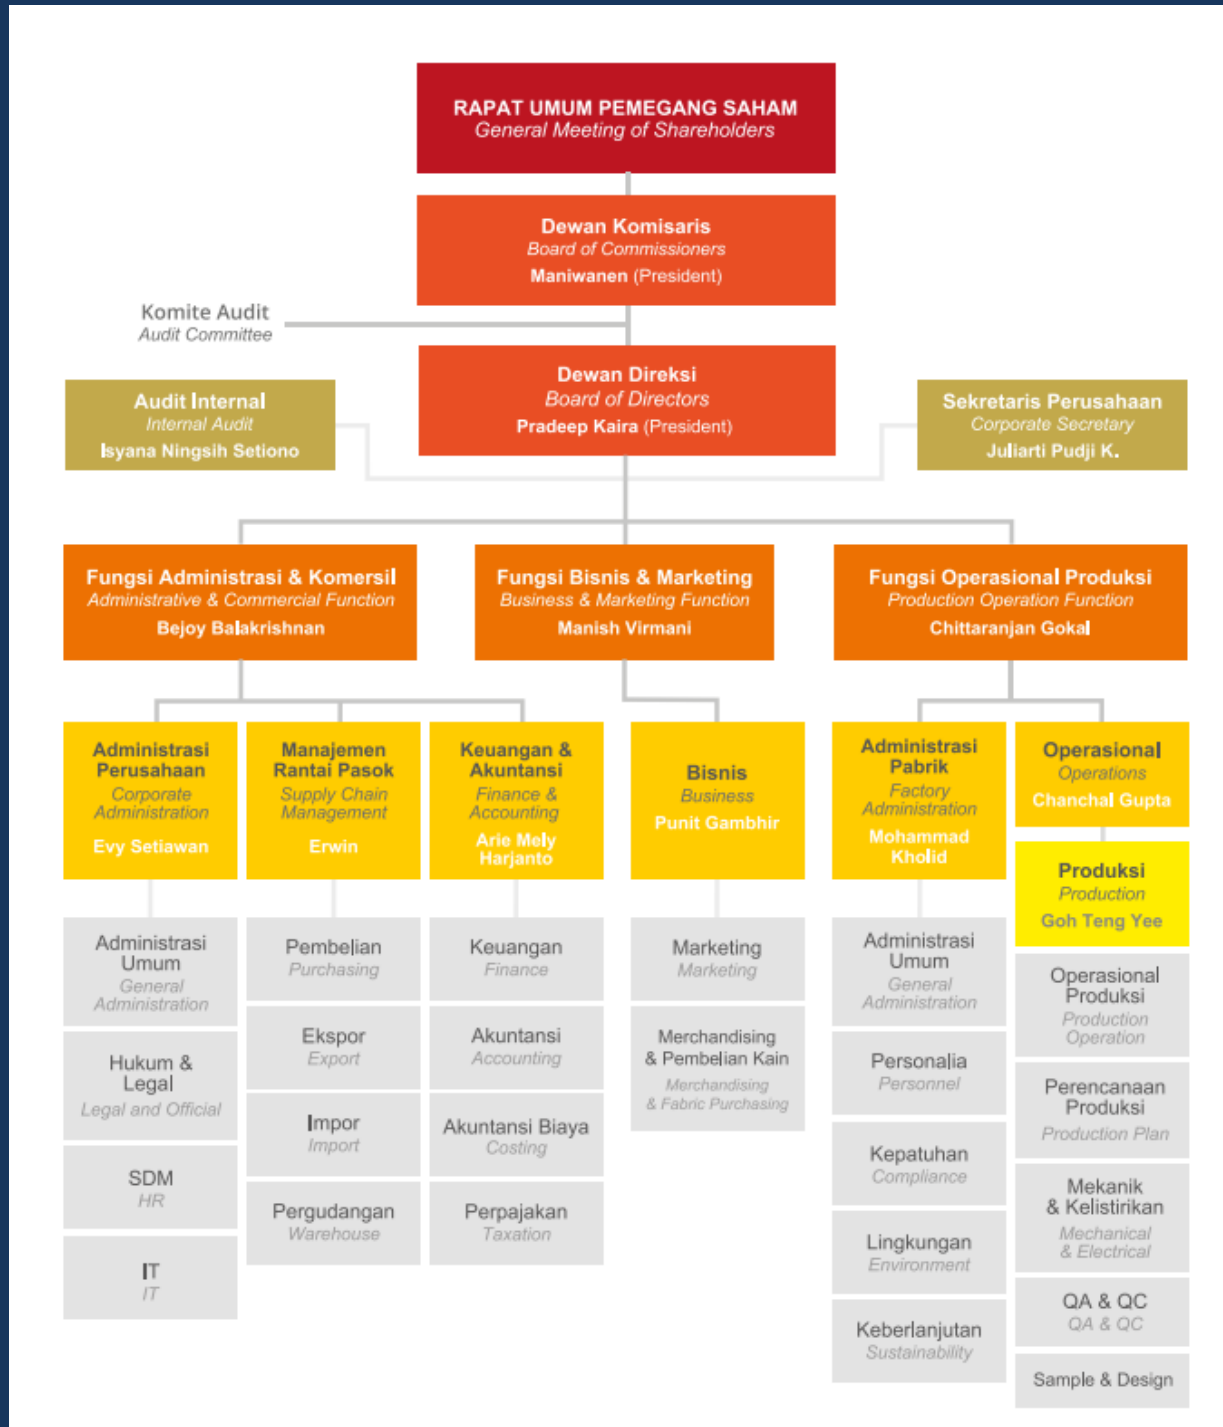 RAPAT UMUM PEMEGANG SAHAM
General Meeting of Shareholders
Dewan Komisaris
Board of Commissioners
Maniwanen (President)
Komite Audit
Audit Committee
Dewan Direksi
Board of Directors
Pradeep Kaira (President)
Audit Internal
Internal Audit
Isyana Ningsih Setiono
Sekretaris Perusahaan
Corporate Secretary
Juliarti Pudji K.
Fungsi Administrasi & Komersil
Administrative & Commercial Function
Bejoy Balakrishnan
Fungsi Bisnis & Marketing
Business & Marketing Function
Manish Virmani
Fungsi Operasional Produksi
Production Operation Function
Chittaranjan Gokal
Administrasi
Perusahaan
Corporate
Administration
Evy Setiawan
Manajemen
Rantai Pasok
Supply Chain
Management
Erwin
Keuangan &
Akuntansi
Finance &
Accounting
Arie Mely
Harjanto
Bisnis
Business
Punit Gambhir
Administrasi
Pabrik
Factory
Administration
Mohammad
Kholid
Operasional
Operations
Chanchal Gupta
Produksi
Production
Goh Teng Yee
Administrasi
Umum
General
Administration
Hukum &
Legal
Legal and Official
SDM
HR
IT
IT
Pembelian
Purchasing
Ekspor
Export
Impor
Import
Pergudangan
Warehouse
Keuangan
Finance
Akuntansi
Accounting
Akuntansi Biaya
Costing
Perpajakan
Taxation
Marketing
Marketing
Merchandising
& Pembelian Kain
Merchandising
& Fabric Purchasing
Administrasi
Umum
General
Administration
Personalia
Personnel
Kepatuhan
Compliance
Lingkungan
Environment
Keberlanjutan
Sustainability
Operasional
Produksi
Production
Operation
Perencanaan
Produksi
Production Plan
Mekanik
& Kelistirikan
Mechanical
& Electrical
QA & QC
QA & QC
Sample & Design